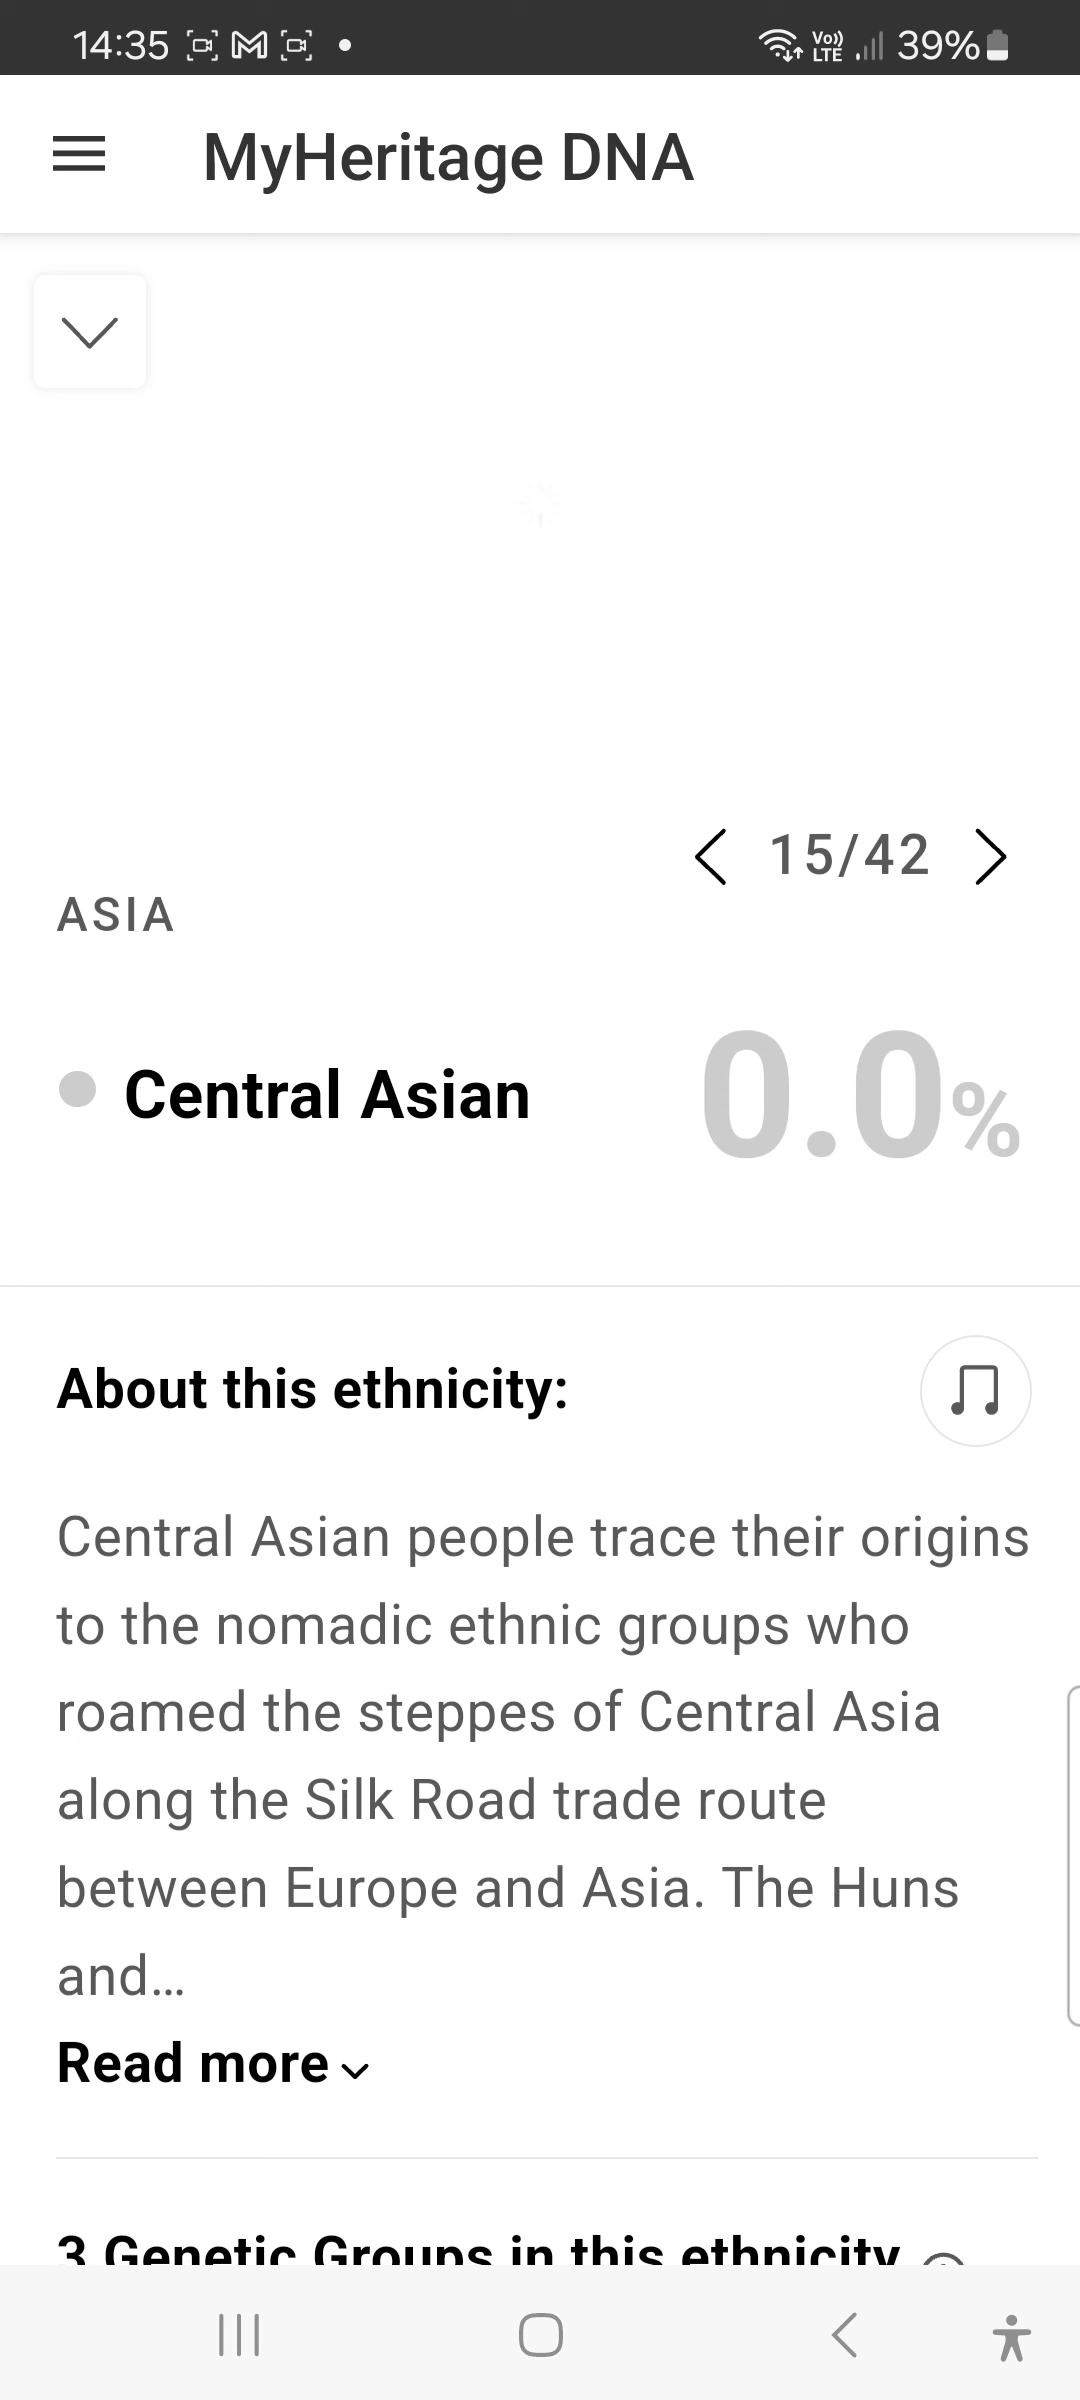 14:35
Vo)) LTE
39%
MyHeritage DNA
15/42
ASIA
Central Asian
0.0%
About this ethnicity:
Central Asian people trace their origins
to the nomadic ethnic groups who
roamed the steppes of Central Asia
along the Silk Road trade route
between Europe and Asia. The Huns
and...
Read more
3 Genetic Groups in this ethnicity